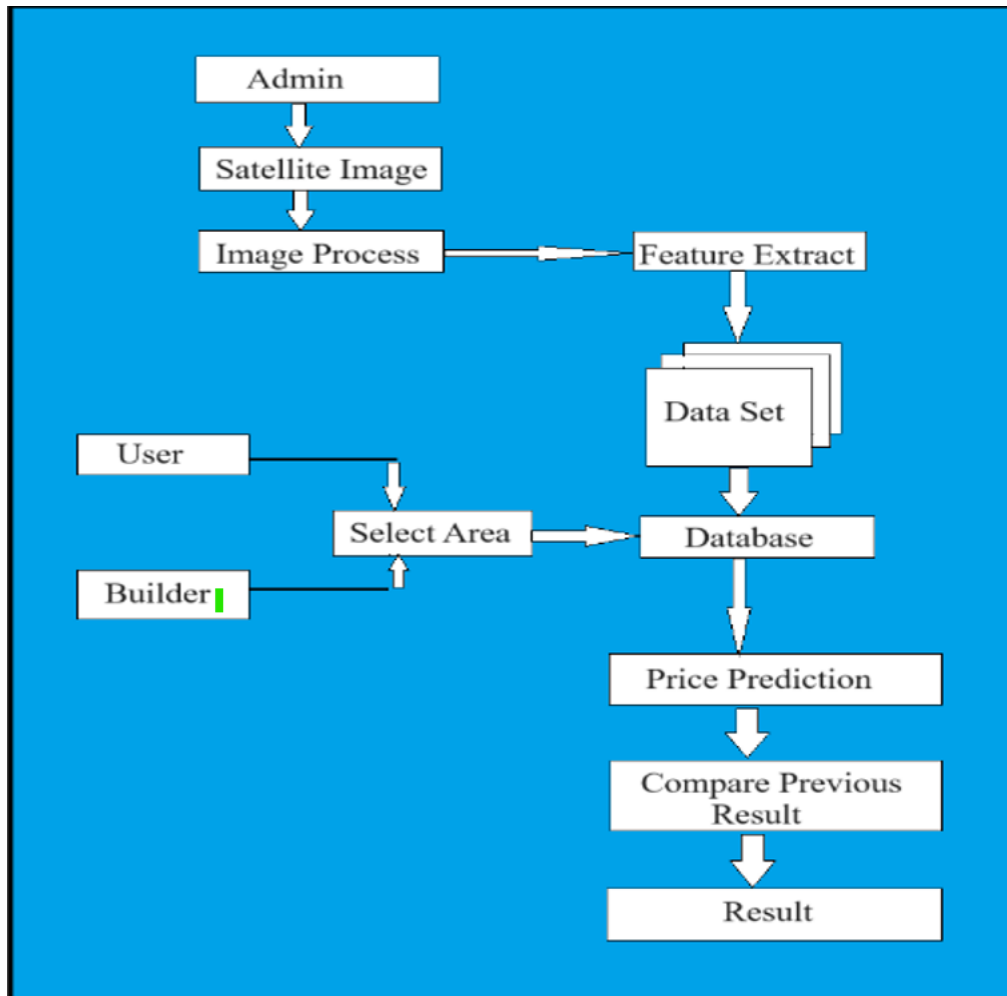 Admin
Satellite Image
Image Process
Feature Extract
Data Set
User
Select Area
Database
Builder
Price Prediction
Compare Previous
Result
Result